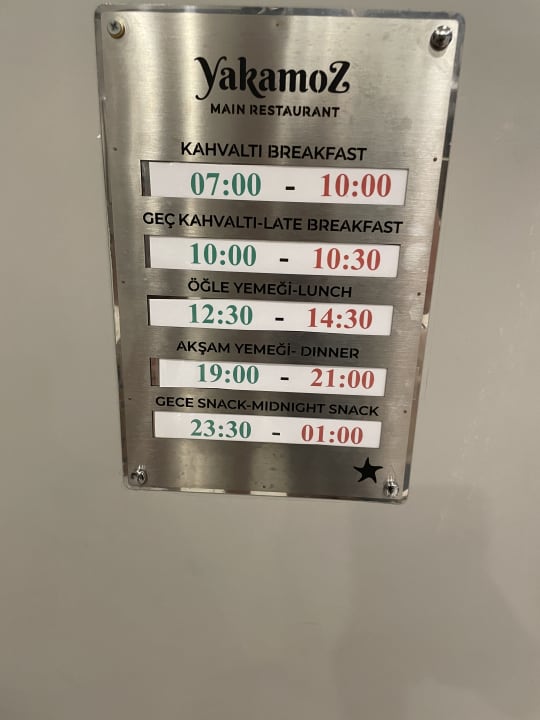 YakamoZ
MAIN RESTAURANT
KAHVALTI BREAKFAST
07:00 - 10:00
GEÇ KAHVALTI-LATE BREAKFAST
10:00 - 10:30
ÖĞLE YEMEĞİ-LUNCH
12:30 - 14:30
AKŞAM YEMEĞİ- DINNER
19:00 - 21:00
GECE SNACK-MIDNIGHT SNACK
23:30 - 01:00